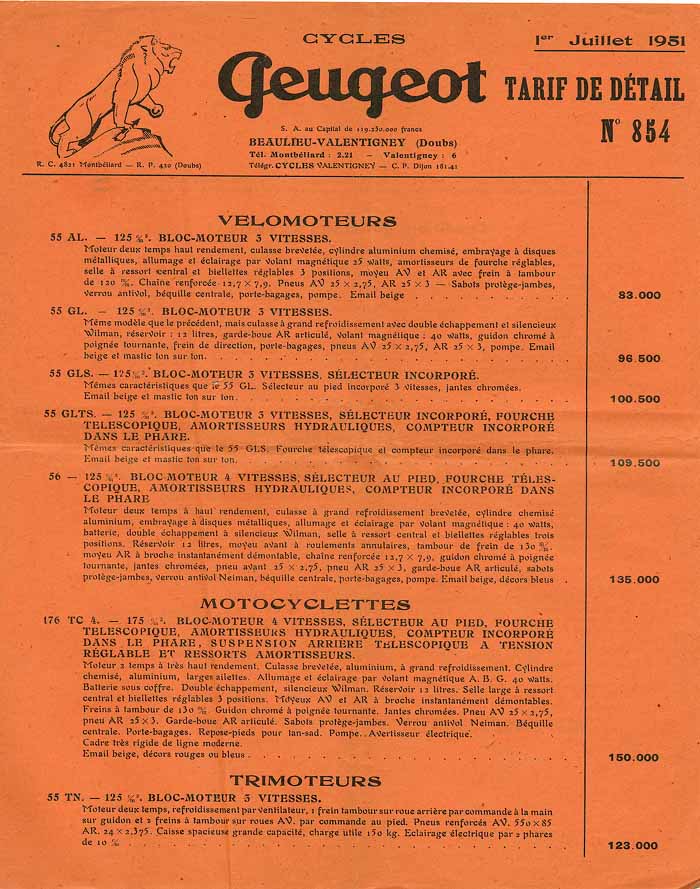 CYCLES
Peugeot
1er Juillet 1951
TARIF DE DÉTAIL
N° 854
S. A. au Capital de 119.230.000 francs
BEAULIEU-VALENTIGNEY (Doubs)
Tél. Montbéliard : 2.21 – Valentigney : 6
Télégr. CYCLES VALENTIGNEY — C. P. Dijon 181.41
R. C. 4821 Montbéliard — R. P. 420 (Doubs)
VELOMOTEURS
55 AL. — 125 c/m³. BLOC-MOTEUR 3 VITESSES.
Moteur deux temps haut rendement, culasse brevetée, cylindre aluminium chemisé, embrayage à disques
métalliques, allumage et éclairage par volant magnétique 25 watts, amortisseurs de fourche réglables,
selle à ressort central et biellettes réglables 3 positions, moyeu AV et AR avec frein à tambour
de 120 m/m. Chaîne renforcée 12,7 × 7,9. Pneus AV 25 × 2,75, AR 25 × 3 — Sabots protège-jambes,
verrou antivol, béquille centrale, porte-bagages, pompe. Email beige . . . . . . . . . . . . . 83.000
55 GL. — 125 c/m³. BLOC-MOTEUR 3 VITESSES.
Même modèle que le précédent, mais culasse à grand refroidissement avec double échappement et silencieux
Wilman, réservoir : 12 litres, garde-boue AR articulé, volant magnétique : 40 watts, guidon chromé à
poignée tournante, frein de direction, porte-bagages, pneus AV 25 × 2,75, AR 25 × 3, pompe. Email
beige et mastic ton sur ton. . . . . . . . . . . . . 96.500
55 GLS. — 125 c/m³. BLOC-MOTEUR 3 VITESSES, SÉLECTEUR INCORPORÉ.
Mêmes caractéristiques que le 55 GL. Sélecteur au pied incorporé 3 vitesses, jantes chromées.
Email beige et mastic ton sur ton . . . . . . . . . . . . . 100.500
55 GLTS. — 125 c/m³. BLOC-MOTEUR 3 VITESSES, SÉLECTEUR INCORPORÉ, FOURCHE
TELESCOPIQUE, AMORTISSEURS HYDRAULIQUES, COMPTEUR INCORPORÉ
DANS LE PHARE.
Mêmes caractéristiques que le 55 GLS. Fourche télescopique et compteur incorporé dans le phare.
Email beige et mastic ton sur ton. . . . . . . . . . . . . 109.500
56 — 125 c/m³. BLOC-MOTEUR 4 VITESSES, SÉLECTEUR AU PIED, FOURCHE TÉLES-
COPIQUE, AMORTISSEURS HYDRAULIQUES, COMPTEUR INCORPORÉ DANS
LE PHARE
Moteur deux temps à haut rendement, culasse à grand refroidissement brevetée, cylindre chemisé
aluminium, embrayage à disques métalliques, allumage et éclairage par volant magnétique : 40 watts,
batterie, double échappement à silencieux Wilman, selle à ressort central et biellettes réglables trois
positions. Réservoir 12 litres, moyeu avant à roulements annulaires, tambour de frein de 130 m/m.
moyeu AR à broche instantanément démontable, chaîne renforcée 12,7 × 7,9, guidon chromé à poignée
tournante, jantes chromées, pneu avant 25 × 2,75, pneu AR 25 × 3, garde-boue AR articulé, sabots
protège-jambes, verrou antivol Neiman, béquille centrale, porte-bagages, pompe. Email beige, décors bleus . 135.000
MOTOCYCLETTES
176 TC 4. — 175 c/m³. BLOC-MOTEUR 4 VITESSES, SÉLECTEUR AU PIED, FOURCHE
TELESCOPIQUE, AMORTISSEURS HYDRAULIQUES, COMPTEUR INCORPORÉ
DANS LE PHARE, SUSPENSION ARRIÈRE TÉLESCOPIQUE A TENSION
RÉGLABLE ET RESSORTS AMORTISSEURS.
Moteur 2 temps à très haut rendement. Culasse brevetée, aluminium, à grand refroidissement. Cylindre
chemisé, aluminium, larges ailettes. Allumage et éclairage par volant magnétique A. B. G. 40 watts.
Batterie sous coffre. Double échappement, silencieux Wilman. Réservoir 12 litres. Selle large à ressort
central et biellettes réglables 3 positions. Moyeux AV et AR à broche instantanément démontables.
Freins à tambour de 130 m/m. Guidon chromé à poignée tournante. Jantes chromées. Pneu AV 25 × 2,75,
pneu AR 25 × 3. Garde-boue AR articulé. Sabots protège-jambes. Verrou antivol Neiman. Béquille
centrale. Porte-bagages. Repose-pieds pour tan-sad. Pompe. Avertisseur électrique.
Cadre très rigide de ligne moderne.
Email beige, décors rouges ou bleus . . . . . . . . . . . . . 150.000
TRIMOTEURS
55 TN. — 125 c/m³. BLOC-MOTEUR 3 VITESSES.
Moteur deux temps, refroidissement par ventilateur, 1 frein tambour sur roue arrière par commande à la main
sur guidon et 2 freins à tambour sur roues AV. par commande au pied. Pneus renforcés AV. 550 × 85
AR. 24 × 2,375. Caisse spacieuse grande capacité, charge utile 150 kg. Eclairage électrique par 2 phares
de 10 m/m . . . . . . . . . . . . . 123.000